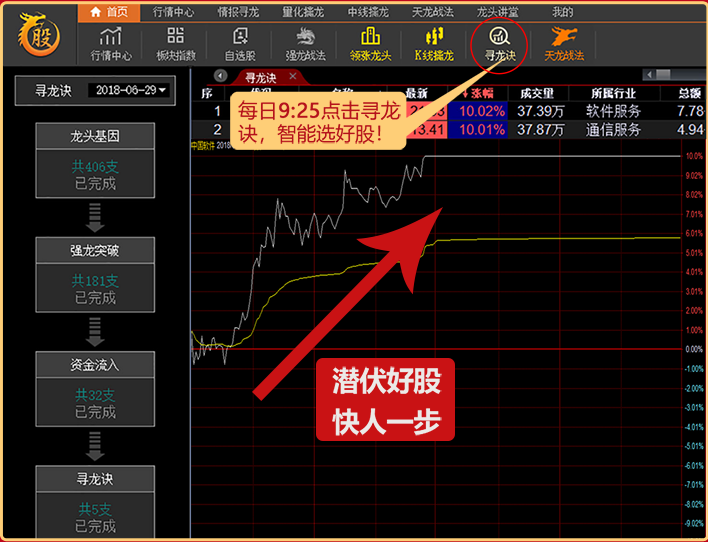 股
首页
行情中心
情报寻龙
量化擒龙
中线擒龙
天龙战法
龙头讲堂
我的
行情中心
板块指数
自选股
强龙战法
领涨龙头
K线擒龙
寻龙诀
天龙战法
寻龙诀
2018-06-29
龙头基因
共406支
已完成
强龙突破
共181支
已完成
资金流入
共32支
已完成
寻龙诀
共5支
已完成
寻龙诀
序
最新
涨幅
成交量
所属行业
总额
1
10.02%
37.39万
软件服务
7.78
2
13.41
10.01%
37.87万
通信服务
4.94
每日9:25点击寻龙
诀，智能选好股！
中国软件 2018
潜伏好股
快人一步
10.0%
9.02%
8.02%
7.01%
6.01%
5.01%
4.01%
3.01%
2.00%
1.00%
0.00%
-1.00%
-2.00%
-3.01%
-4.01%
-5.01%
-6.01%
-7.01%
-8.02%
-9.02%